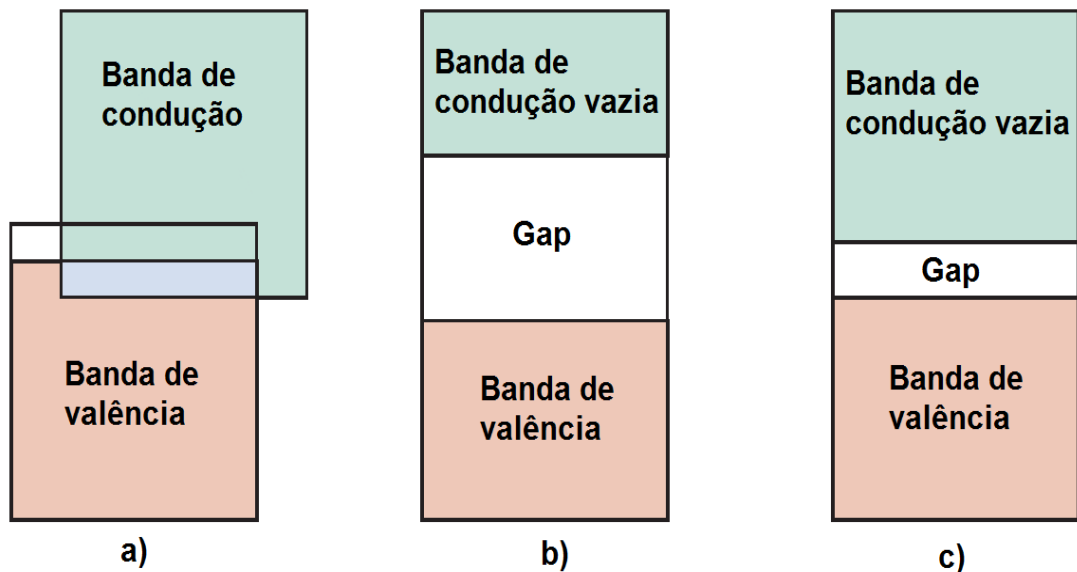 Banda de
condução
Banda de
valência
a)
Banda de
condução vazia
Gap
Banda de
valência
b)
Banda de
condução vazia
Gap
Banda de
valência
c)